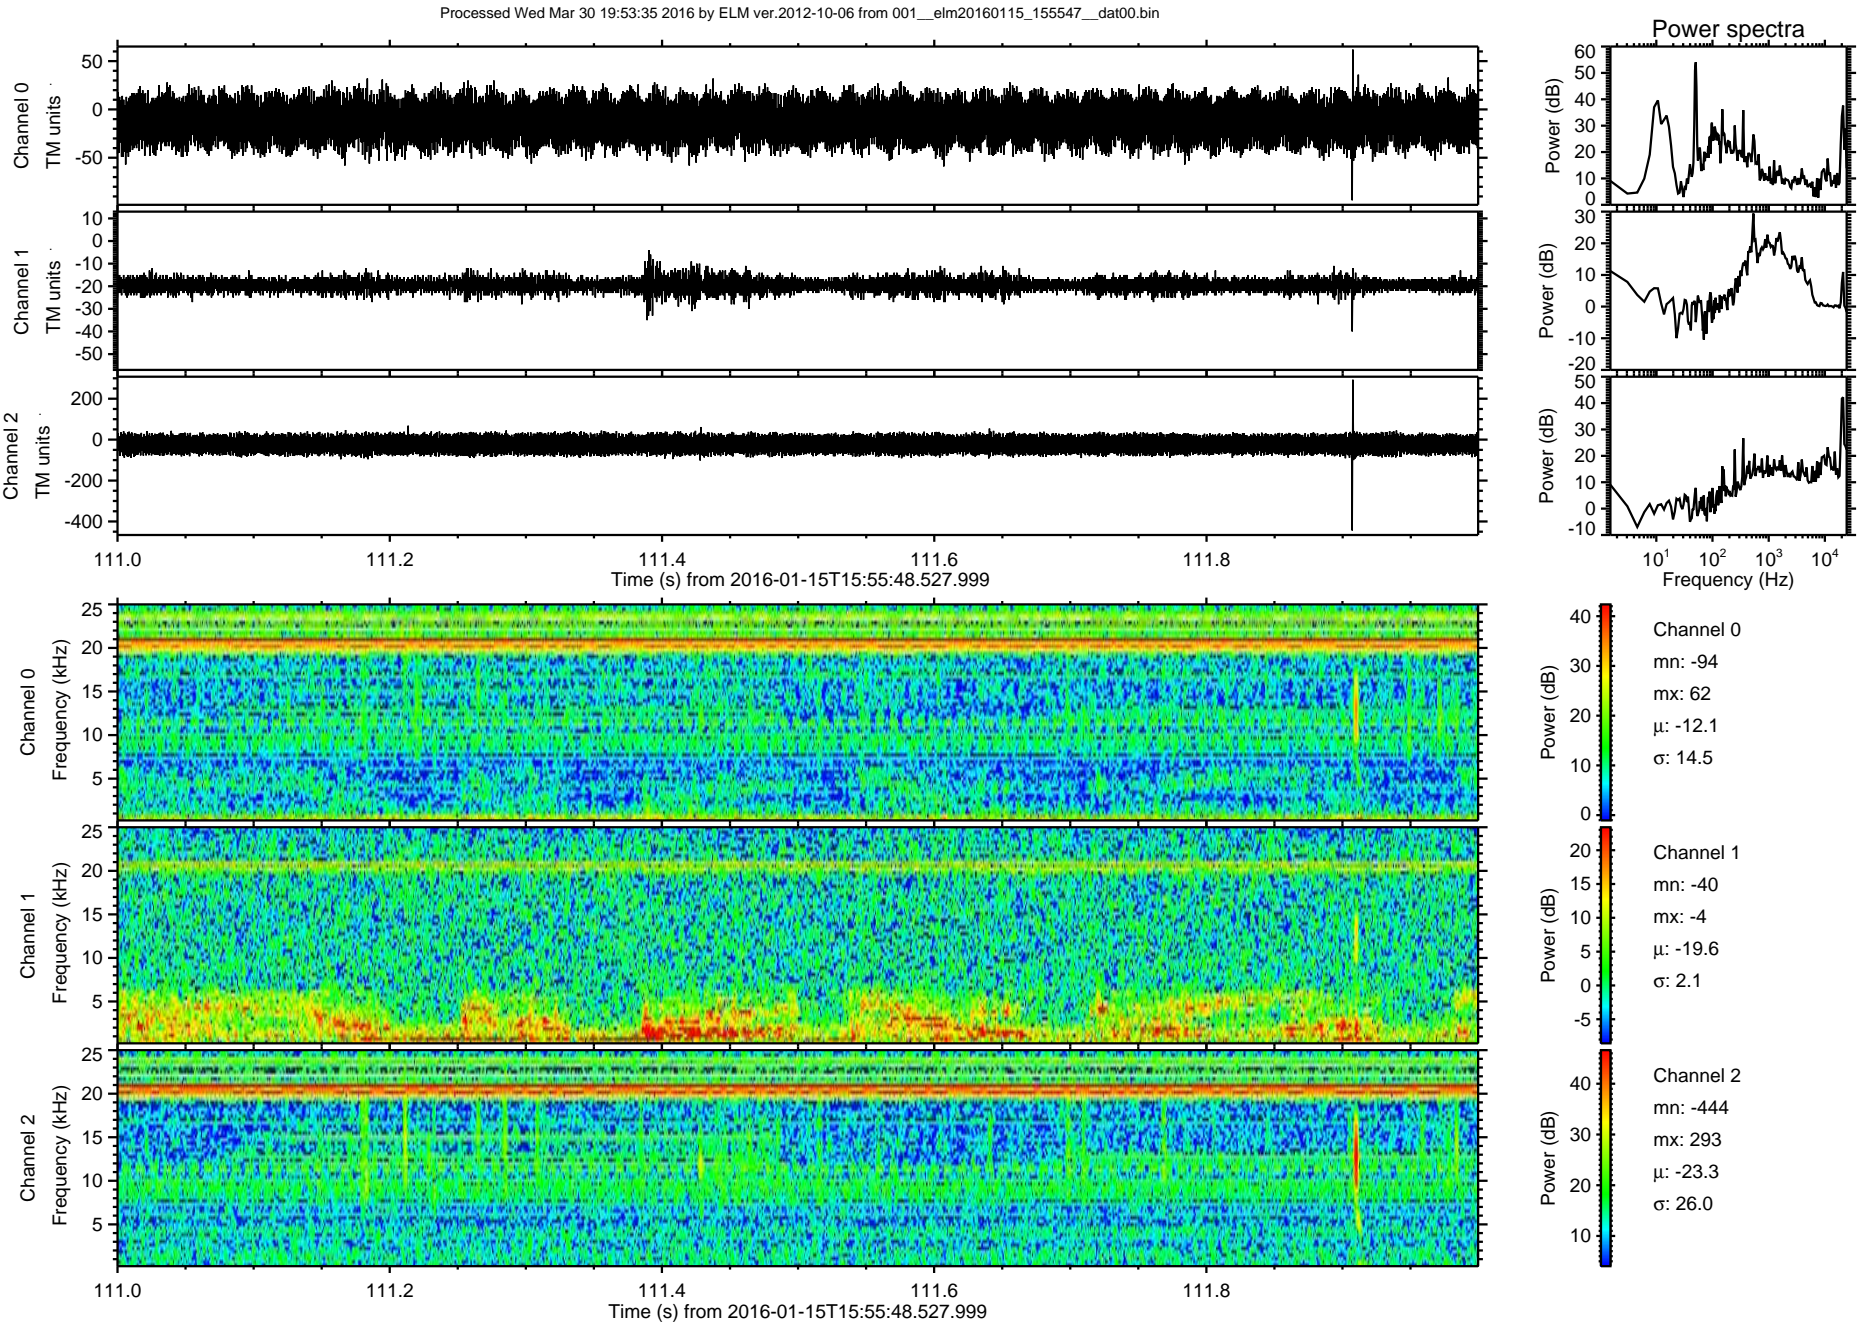 Processed Wed Mar 30 19:53:35 2016 by ELM ver.2012-10-06 from 001__elm20160115_155547__dat00.bin
Power spectra
Channel 0
TM units
50
0
-50
Power (dB)
60
50
40
30
20
10
0
Channel 1
TM units
10
0
-10
-20
-30
-40
-50
Power (dB)
30
20
10
0
-10
-20
Channel 2
TM units
200
0
-200
-400
Power (dB)
50
40
30
20
10
0
-10
111.0 111.2 111.4 111.6 111.8
Time (s) from 2016-01-15T15:55:48.527.999
10¹ 10² 10³ 10⁴
Frequency (Hz)
Channel 0
Frequency (kHz)
25
20
15
10
5
Power (dB)
40
30
20
10
0
Channel 0
mn: -94
mx: 62
μ: -12.1
σ: 14.5
Channel 1
Frequency (kHz)
25
20
15
10
5
Power (dB)
20
15
10
5
0
-5
Channel 1
mn: -40
mx: -4
μ: -19.6
σ: 2.1
Channel 2
Frequency (kHz)
25
20
15
10
5
Power (dB)
40
30
20
10
Channel 2
mn: -444
mx: 293
μ: -23.3
σ: 26.0
111.0 111.2 111.4 111.6 111.8
Time (s) from 2016-01-15T15:55:48.527.999